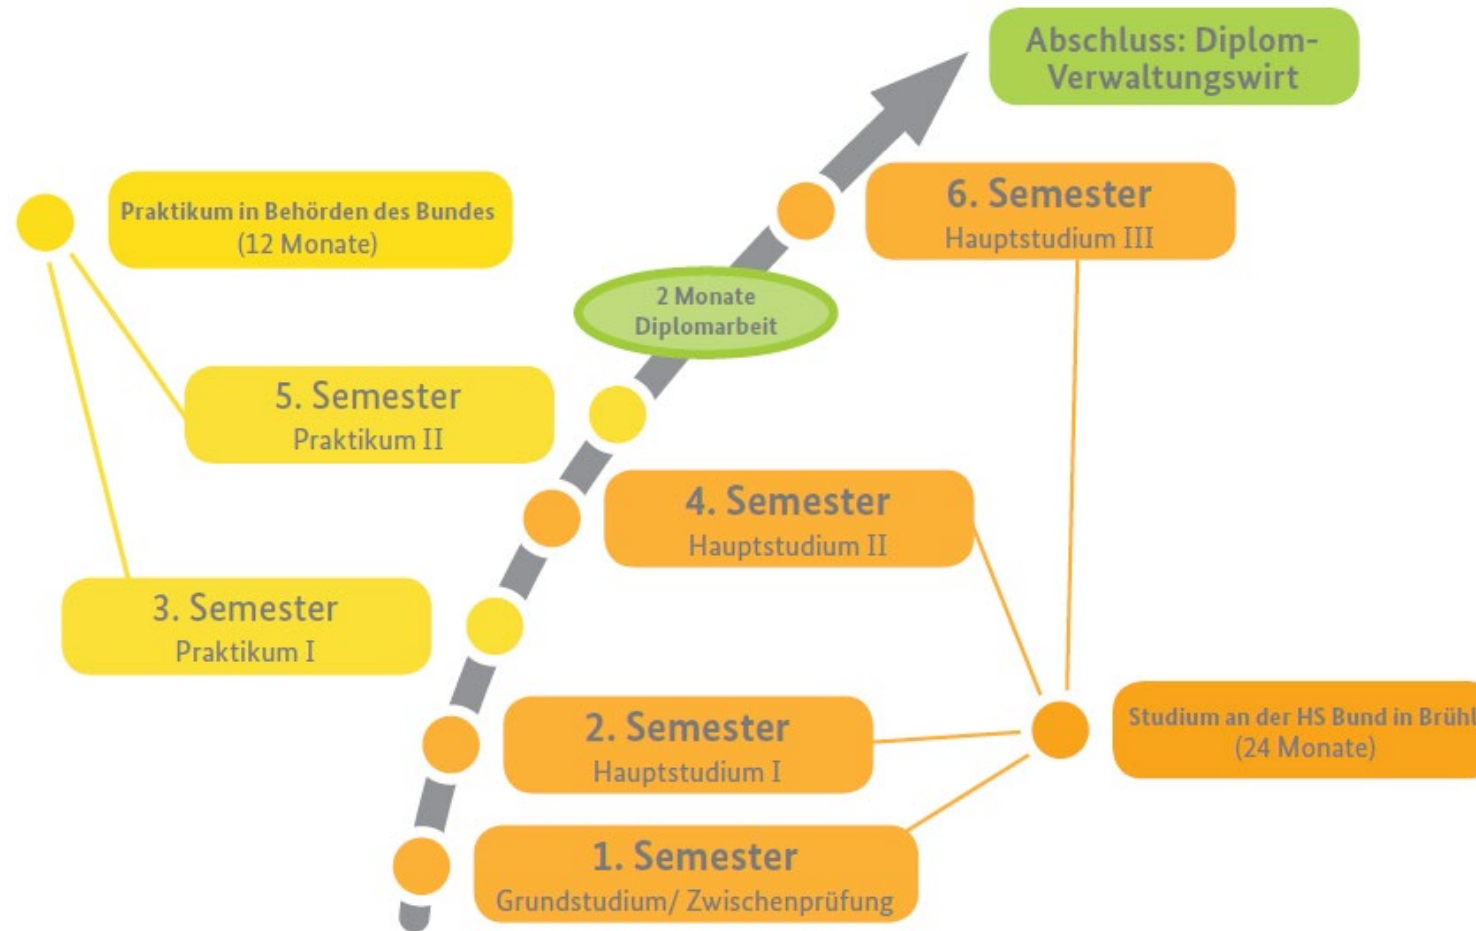 Abschluss: Diplom-
Verwaltungswirt
6. Semester
Hauptstudium III
Praktikum in Behörden des Bundes
(12 Monate)
2 Monate
Diplomarbeit
5. Semester
Praktikum II
4. Semester
Hauptstudium II
3. Semester
Praktikum I
2. Semester
Hauptstudium I
Studium an der HS Bund in Brühl
(24 Monate)
1. Semester
Grundstudium/ Zwischenprüfung